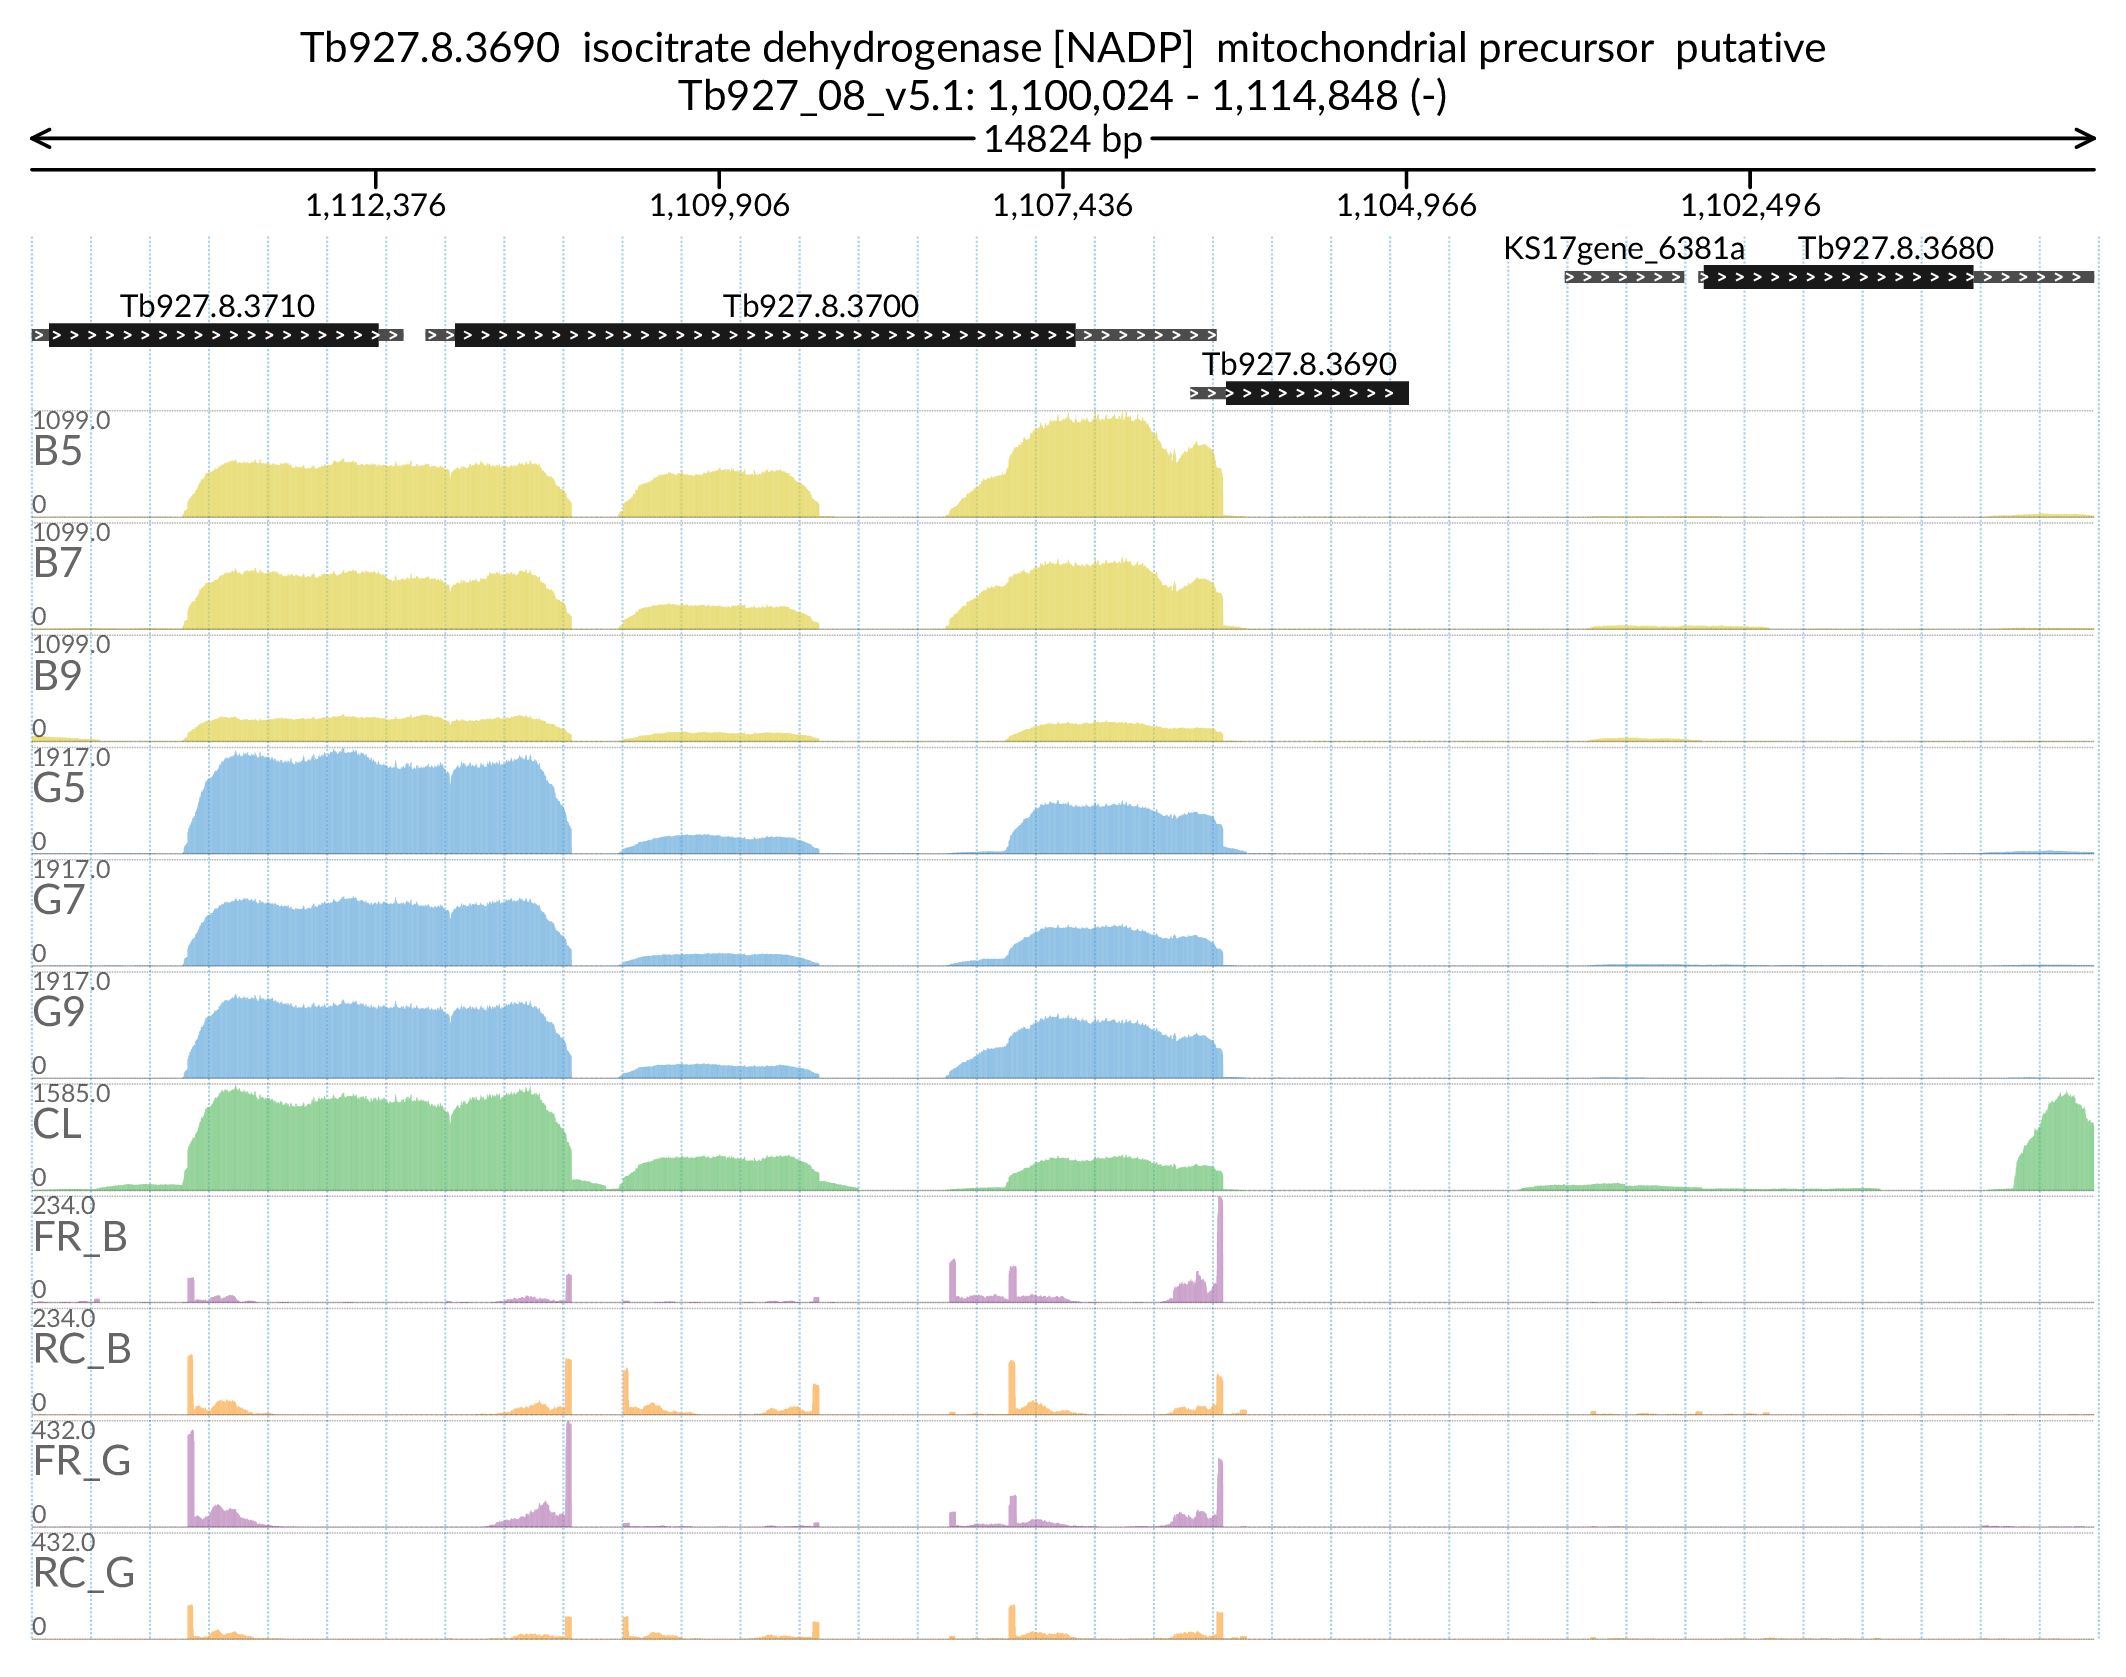 Tb927.8.3690 isocitrate dehydrogenase [NADP] mitochondrial precursor putative
Tb927_08_v5.1: 1,100,024 - 1,114,848 (-)
14824 bp
1,112,376 1,109,906 1,107,436 1,104,966 1,102,496
KS17gene_6381a Tb927.8.3680
Tb927.8.3710 Tb927.8.3700
Tb927.8.3690
1099.0
B5
0
1099.0
B7
0
1099.0
B9
0
1917.0
G5
0
1917.0
G7
0
1917.0
G9
0
1585.0
CL
0
234.0
FR_B
0
234.0
RC_B
0
432.0
FR_G
0
432.0
RC_G
0